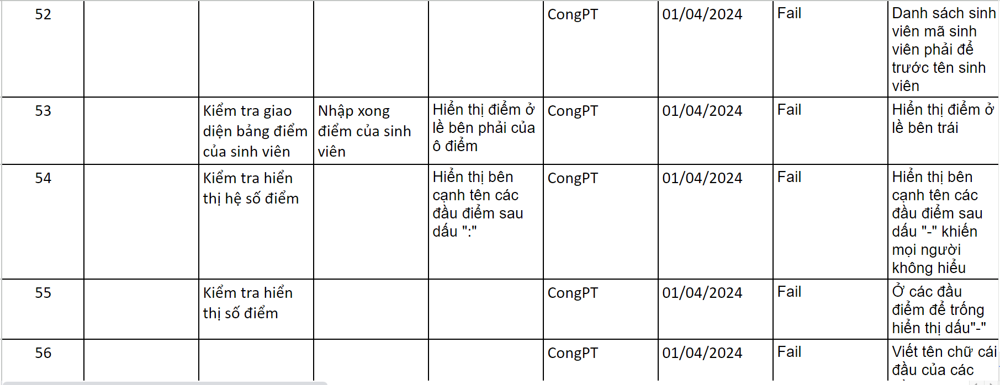 52
CongPT
01/04/2024
Fail
Danh sách sinh
viên mã sinh
viên phải để
trước tên sinh
viên
53
Kiểm tra giao
diện bảng điểm
của sinh viên
Nhập xong
điểm của sinh
viên
Hiển thị điểm ở
lề bên phải của
ô điểm
CongPT
01/04/2024
Fail
Hiển thị điểm ở
lề bên trái
54
Kiểm tra hiển
thị hệ số điểm
Hiển thị bên
cạnh tên các
đầu điểm sau
dấu ":"
CongPT
01/04/2024
Fail
Hiển thị bên
cạnh tên các
đầu điểm sau
dấu "-" khiến
mọi người
không hiểu
55
Kiểm tra hiển
thị số điểm
CongPT
01/04/2024
Fail
Ở các đầu
điểm để trống
hiển thị dấu"-"
56
CongPT
01/04/2024
Fail
Viết tên chữ cái
đầu của các